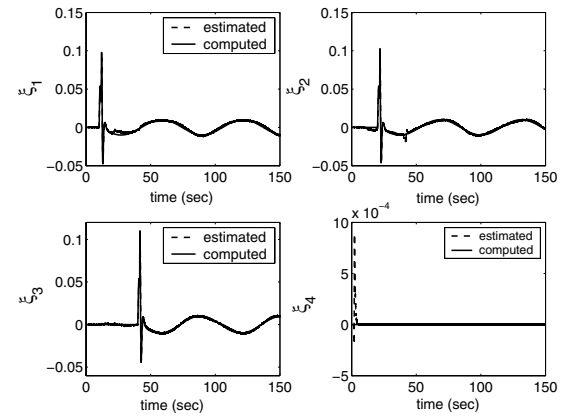 0.15
0.1
0.05
0
−0.05
ξ1
estimated
computed
0 50 100 150
time (sec)
0.15
0.1
0.05
0
−0.05
ξ2
0 50 100 150
time (sec)
0.1
0.05
0
−0.05
ξ3
estimated
computed
0 50 100 150
time (sec)
x 10−4
10
5
0
−5
ξ4
estimated
computed
0 50 100 150
time (sec)